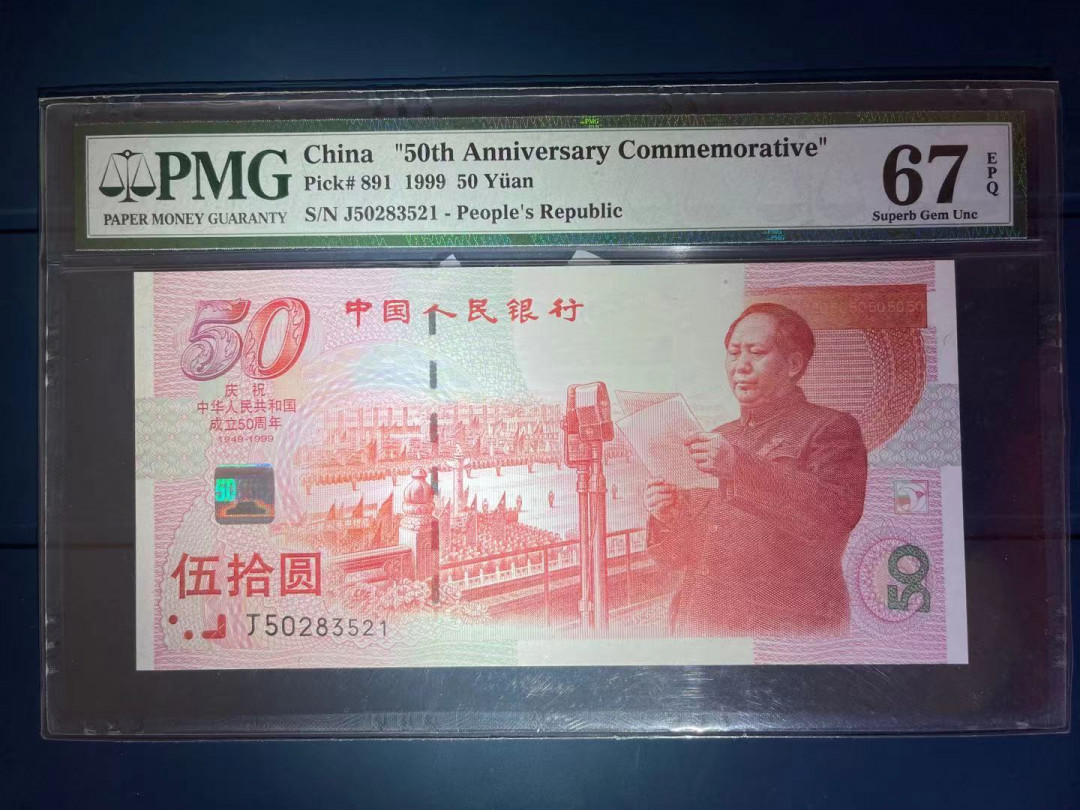 PMG
PAPER MONEY GUARANTY
China "50th Anniversary Commemorative"
Pick# 891 1999 50 Yüan
S/N J50283521 - People's Republic
67
EPQ
Superb Gem Unc
50
中国人民银行
50505050
庆祝
中华人民共和国
成立50周年
1949-1999
50
伍拾圆
J50283521
50